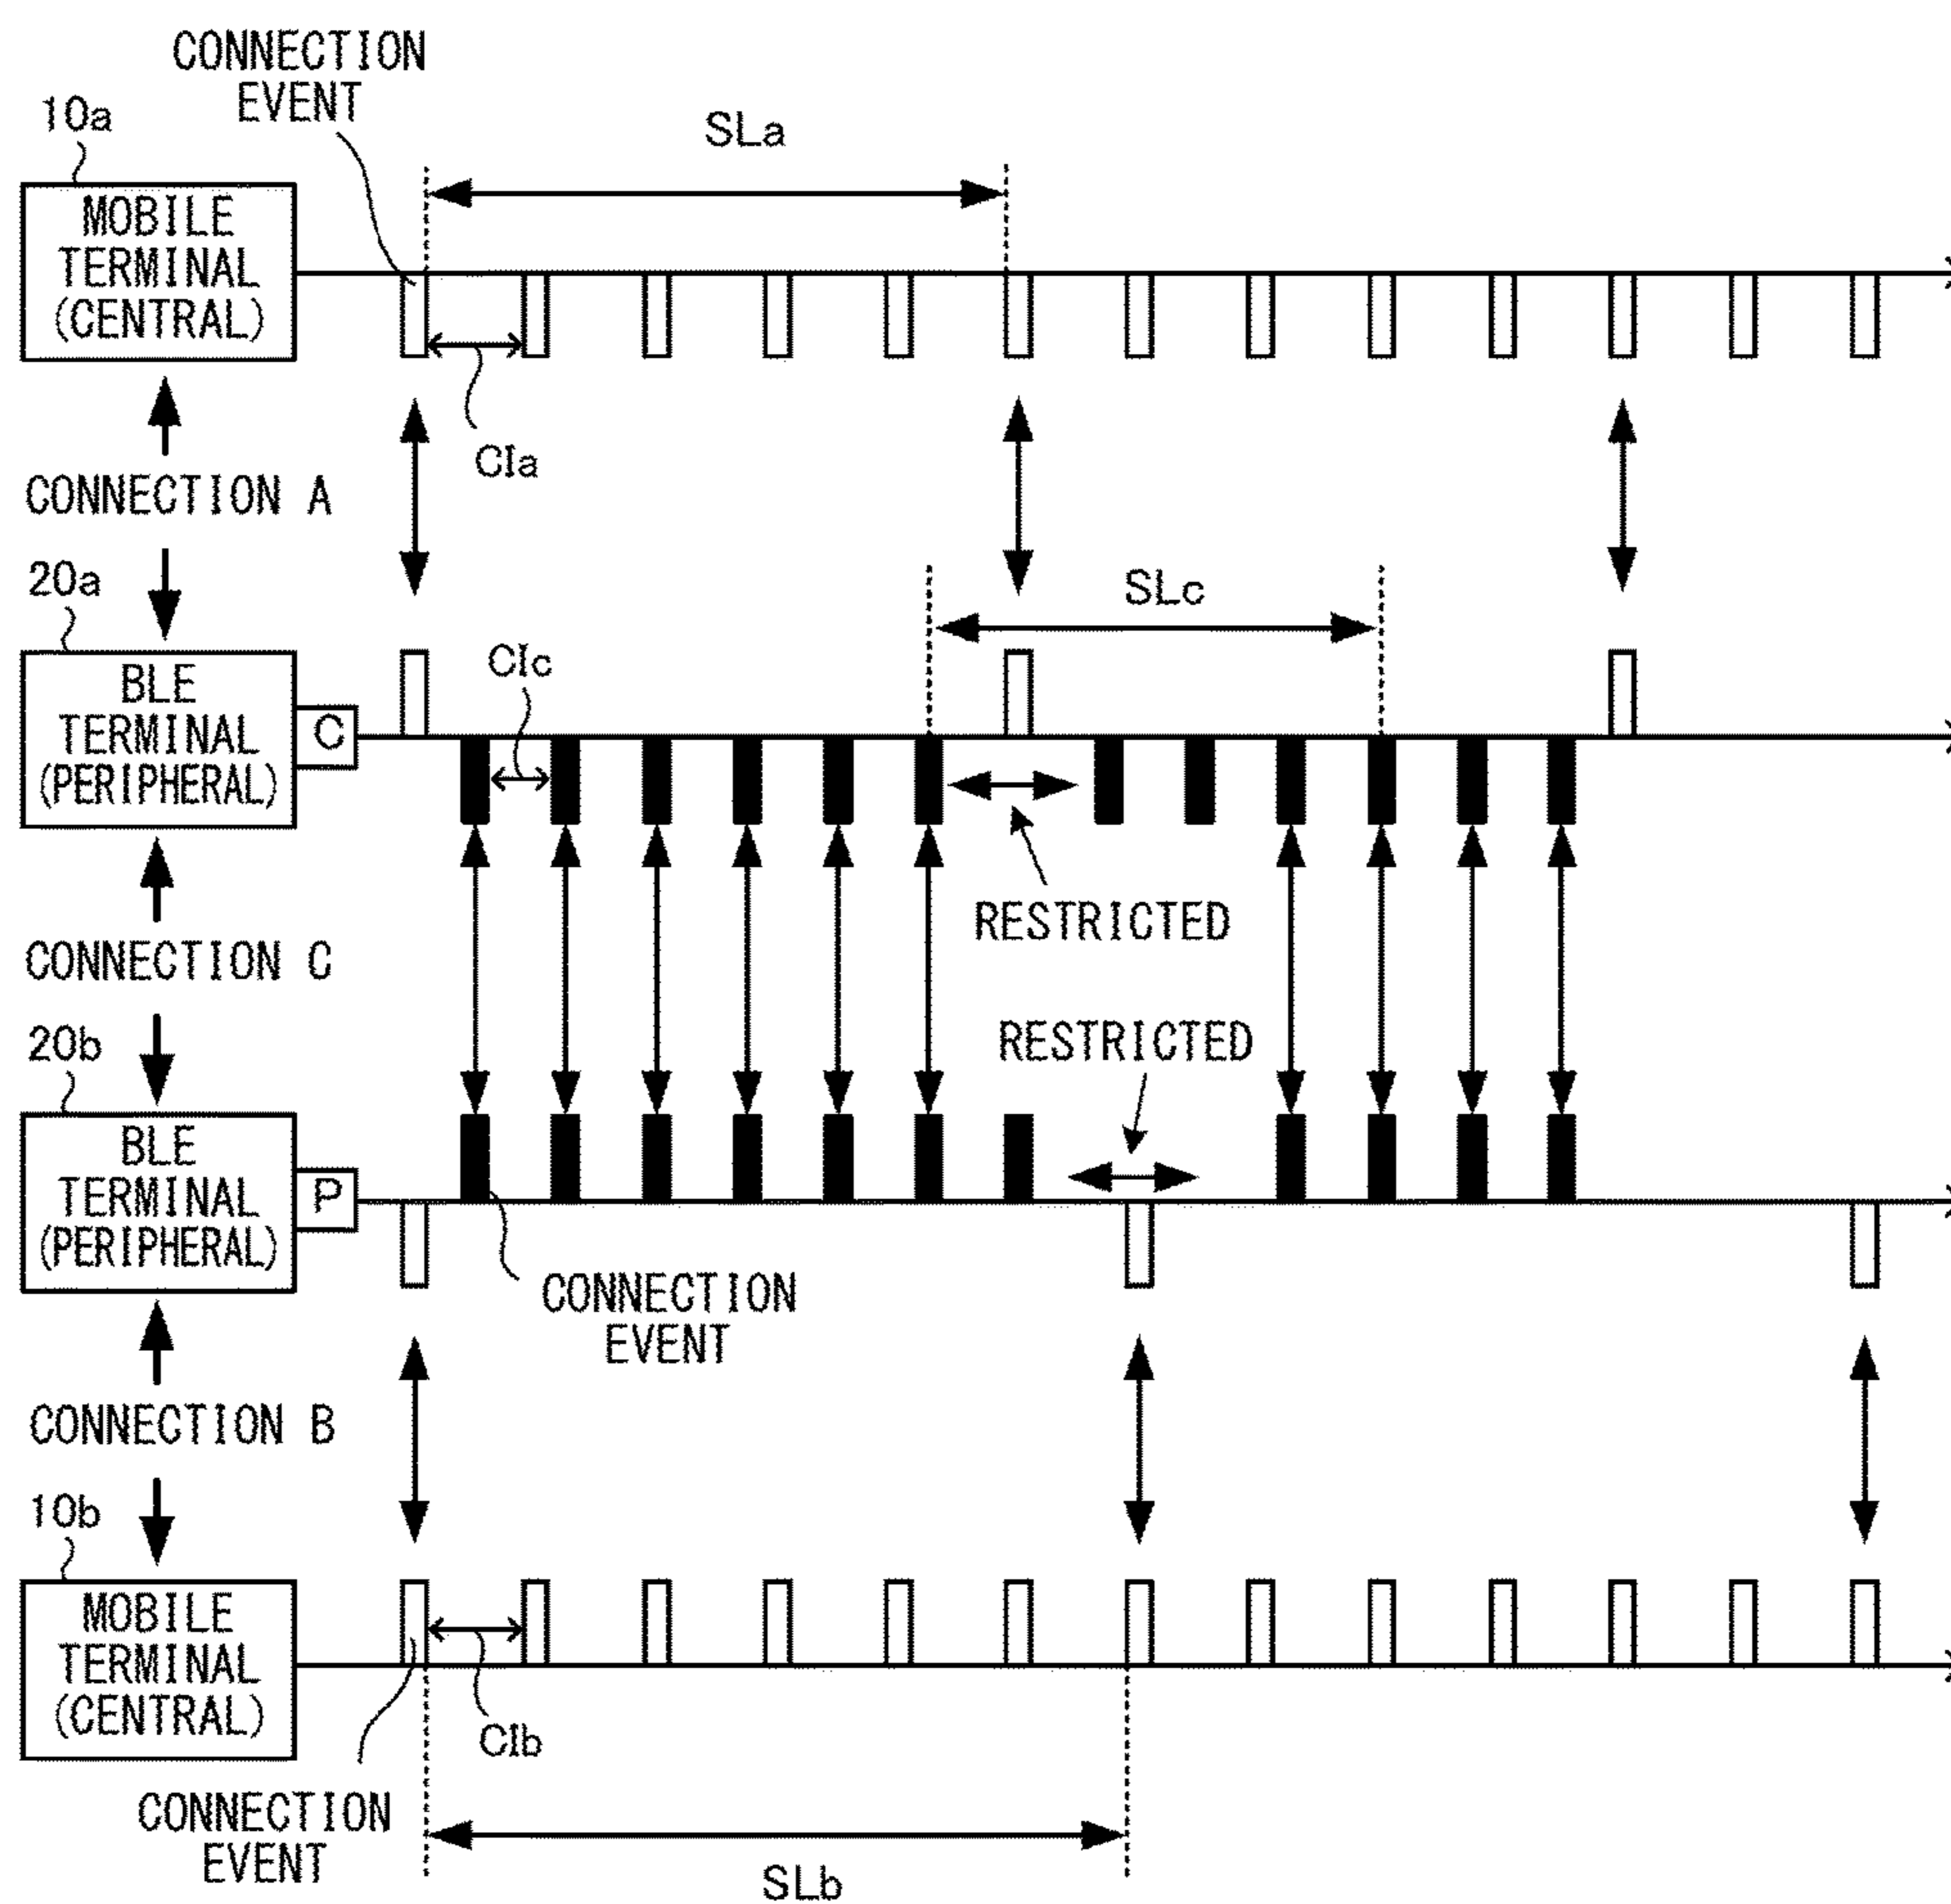 CONNECTION
EVENT
10a
SLa
MOBILE
TERMINAL
(CENTRAL)
CIa
CONNECTION A
20a
SLc
CIc
BLE
TERMINAL
(PERIPHERAL)
C
RESTRICTED
CONNECTION C
RESTRICTED
20b
BLE
TERMINAL
(PERIPHERAL)
P
CONNECTION
EVENT
CONNECTION B
10b
MOBILE
TERMINAL
(CENTRAL)
CIb
CONNECTION
EVENT
SLb